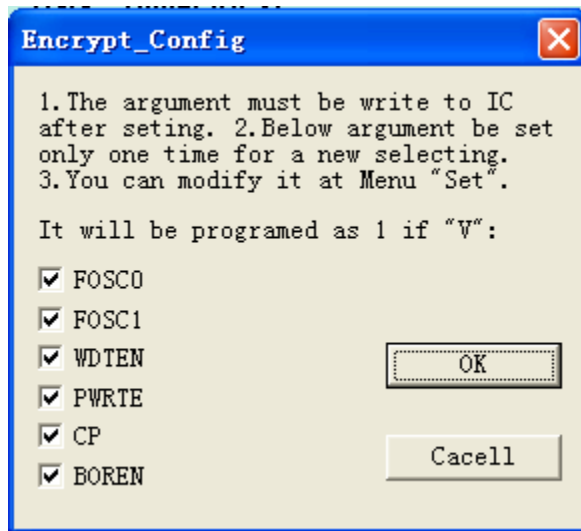 Encrypt_Config
1.The argument must be write to IC
after seting. 2.Below argument be set
only one time for a new selecting.
3.You can modify it at Menu "Set".
It will be programed as 1 if "V":
FOSC0
FOSC1
WDTEN
PWRTE
CP
BOREN
OK
Cacell